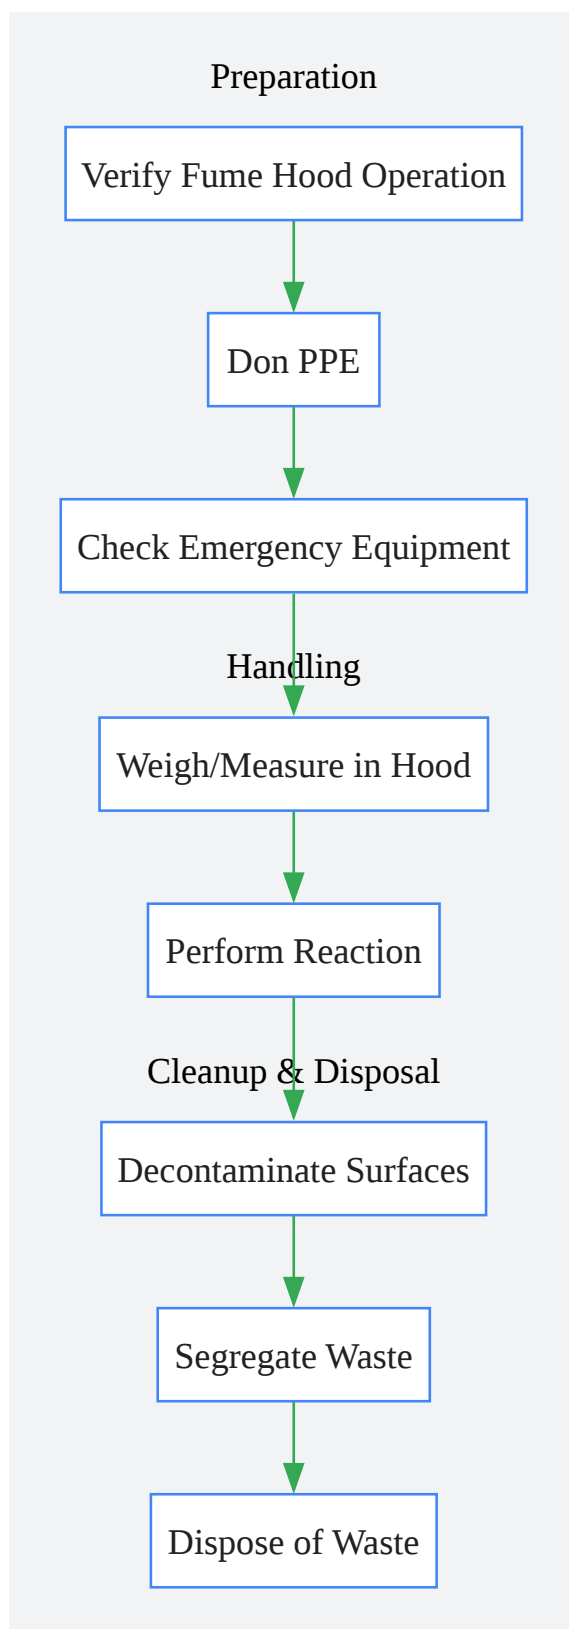 Preparation
Verify Fume Hood Operation
Don PPE
Check Emergency Equipment
Handling
Weigh/Measure in Hood
Perform Reaction
Cleanup & Disposal
Decontaminate Surfaces
Segregate Waste
Dispose of Waste